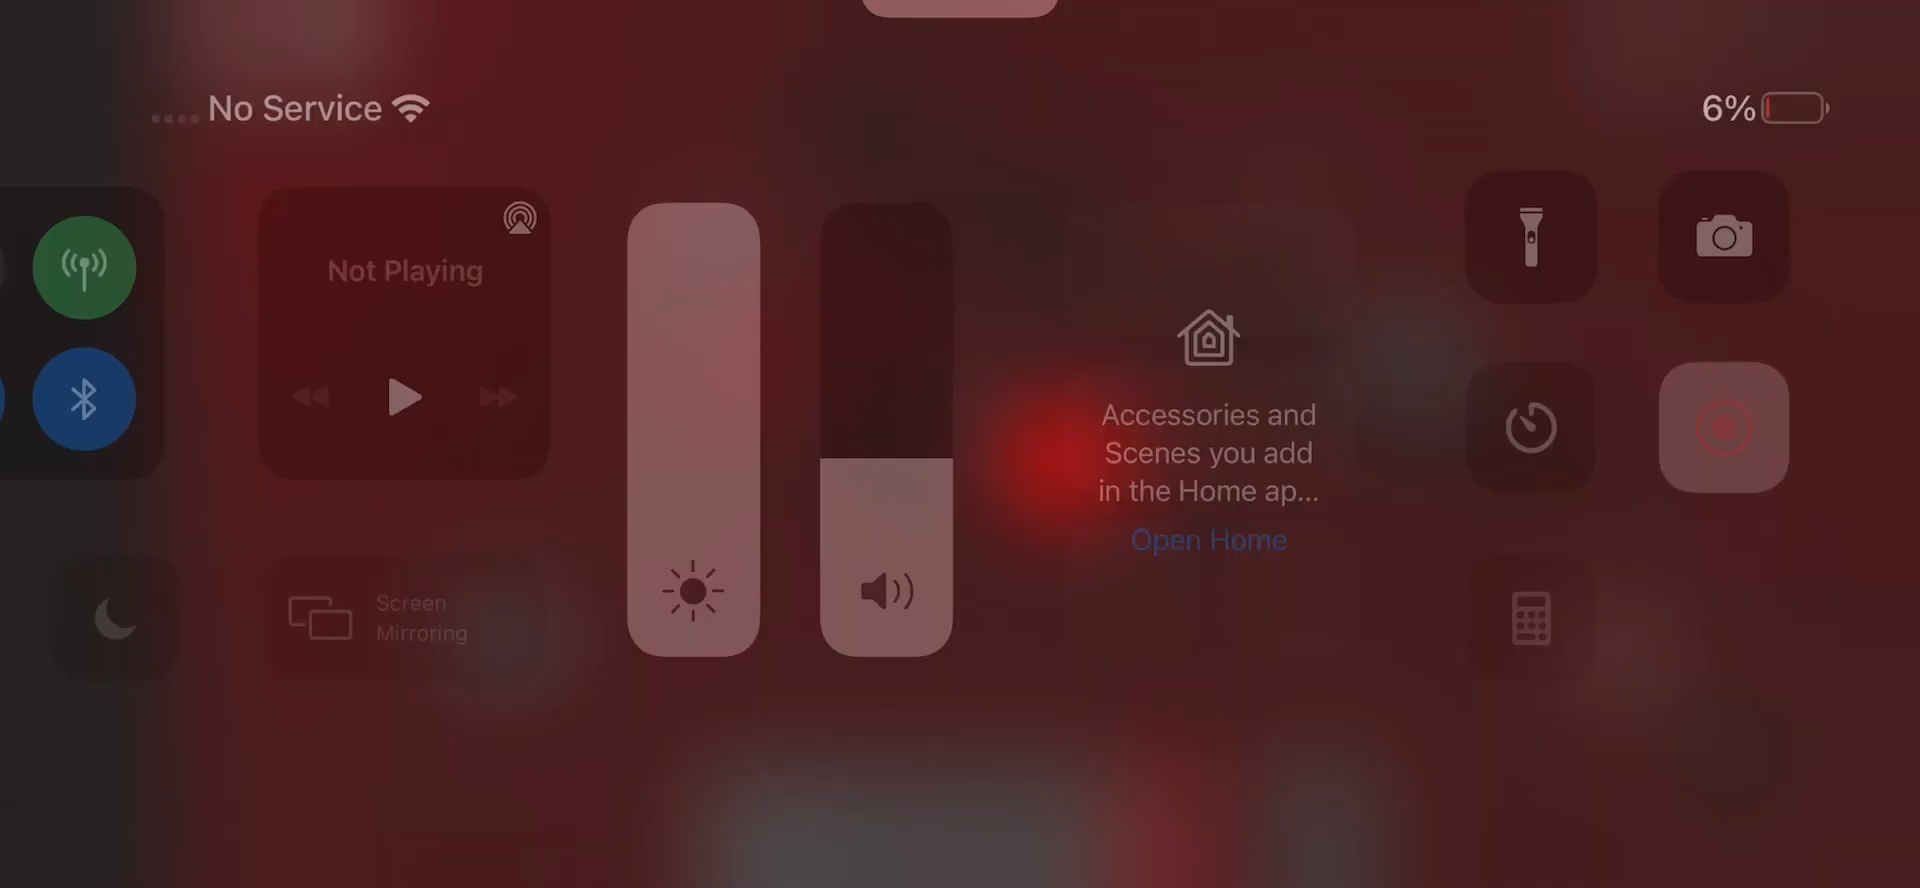 No Service
6%
Not Playing
Accessories and
Scenes you add
in the Home ap...
Open Home
Screen
Mirroring